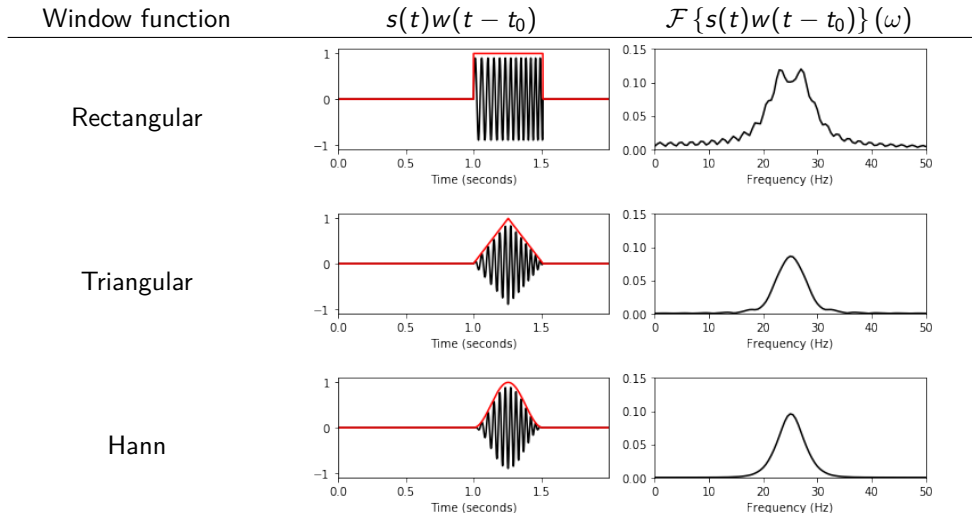 Window function s(t)w(t − t₀) ℱ {s(t)w(t − t₀)} (ω)
Rectangular
1
0
−1
0.0 0.5 1.0 1.5
Time (seconds)
0.15
0.10
0.05
0.00
0 10 20 30 40 50
Frequency (Hz)
Triangular
1
0
−1
0.0 0.5 1.0 1.5
Time (seconds)
0.15
0.10
0.05
0.00
0 10 20 30 40 50
Frequency (Hz)
Hann
1
0
−1
0.0 0.5 1.0 1.5
Time (seconds)
0.15
0.10
0.05
0.00
0 10 20 30 40 50
Frequency (Hz)